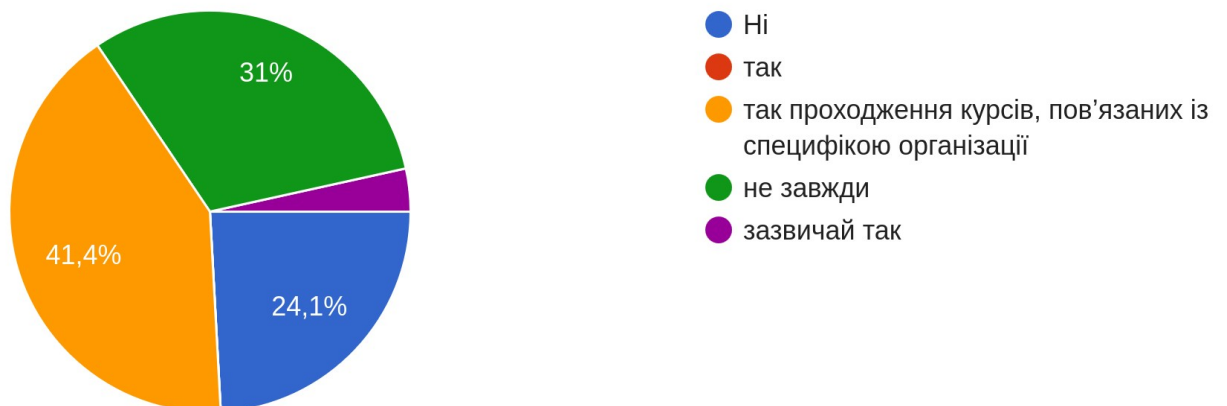 31%
41,4%
24,1%
Ні
так
так проходження курсів, пов’язаних із
специфікою організації
не завжди
зазвичай так